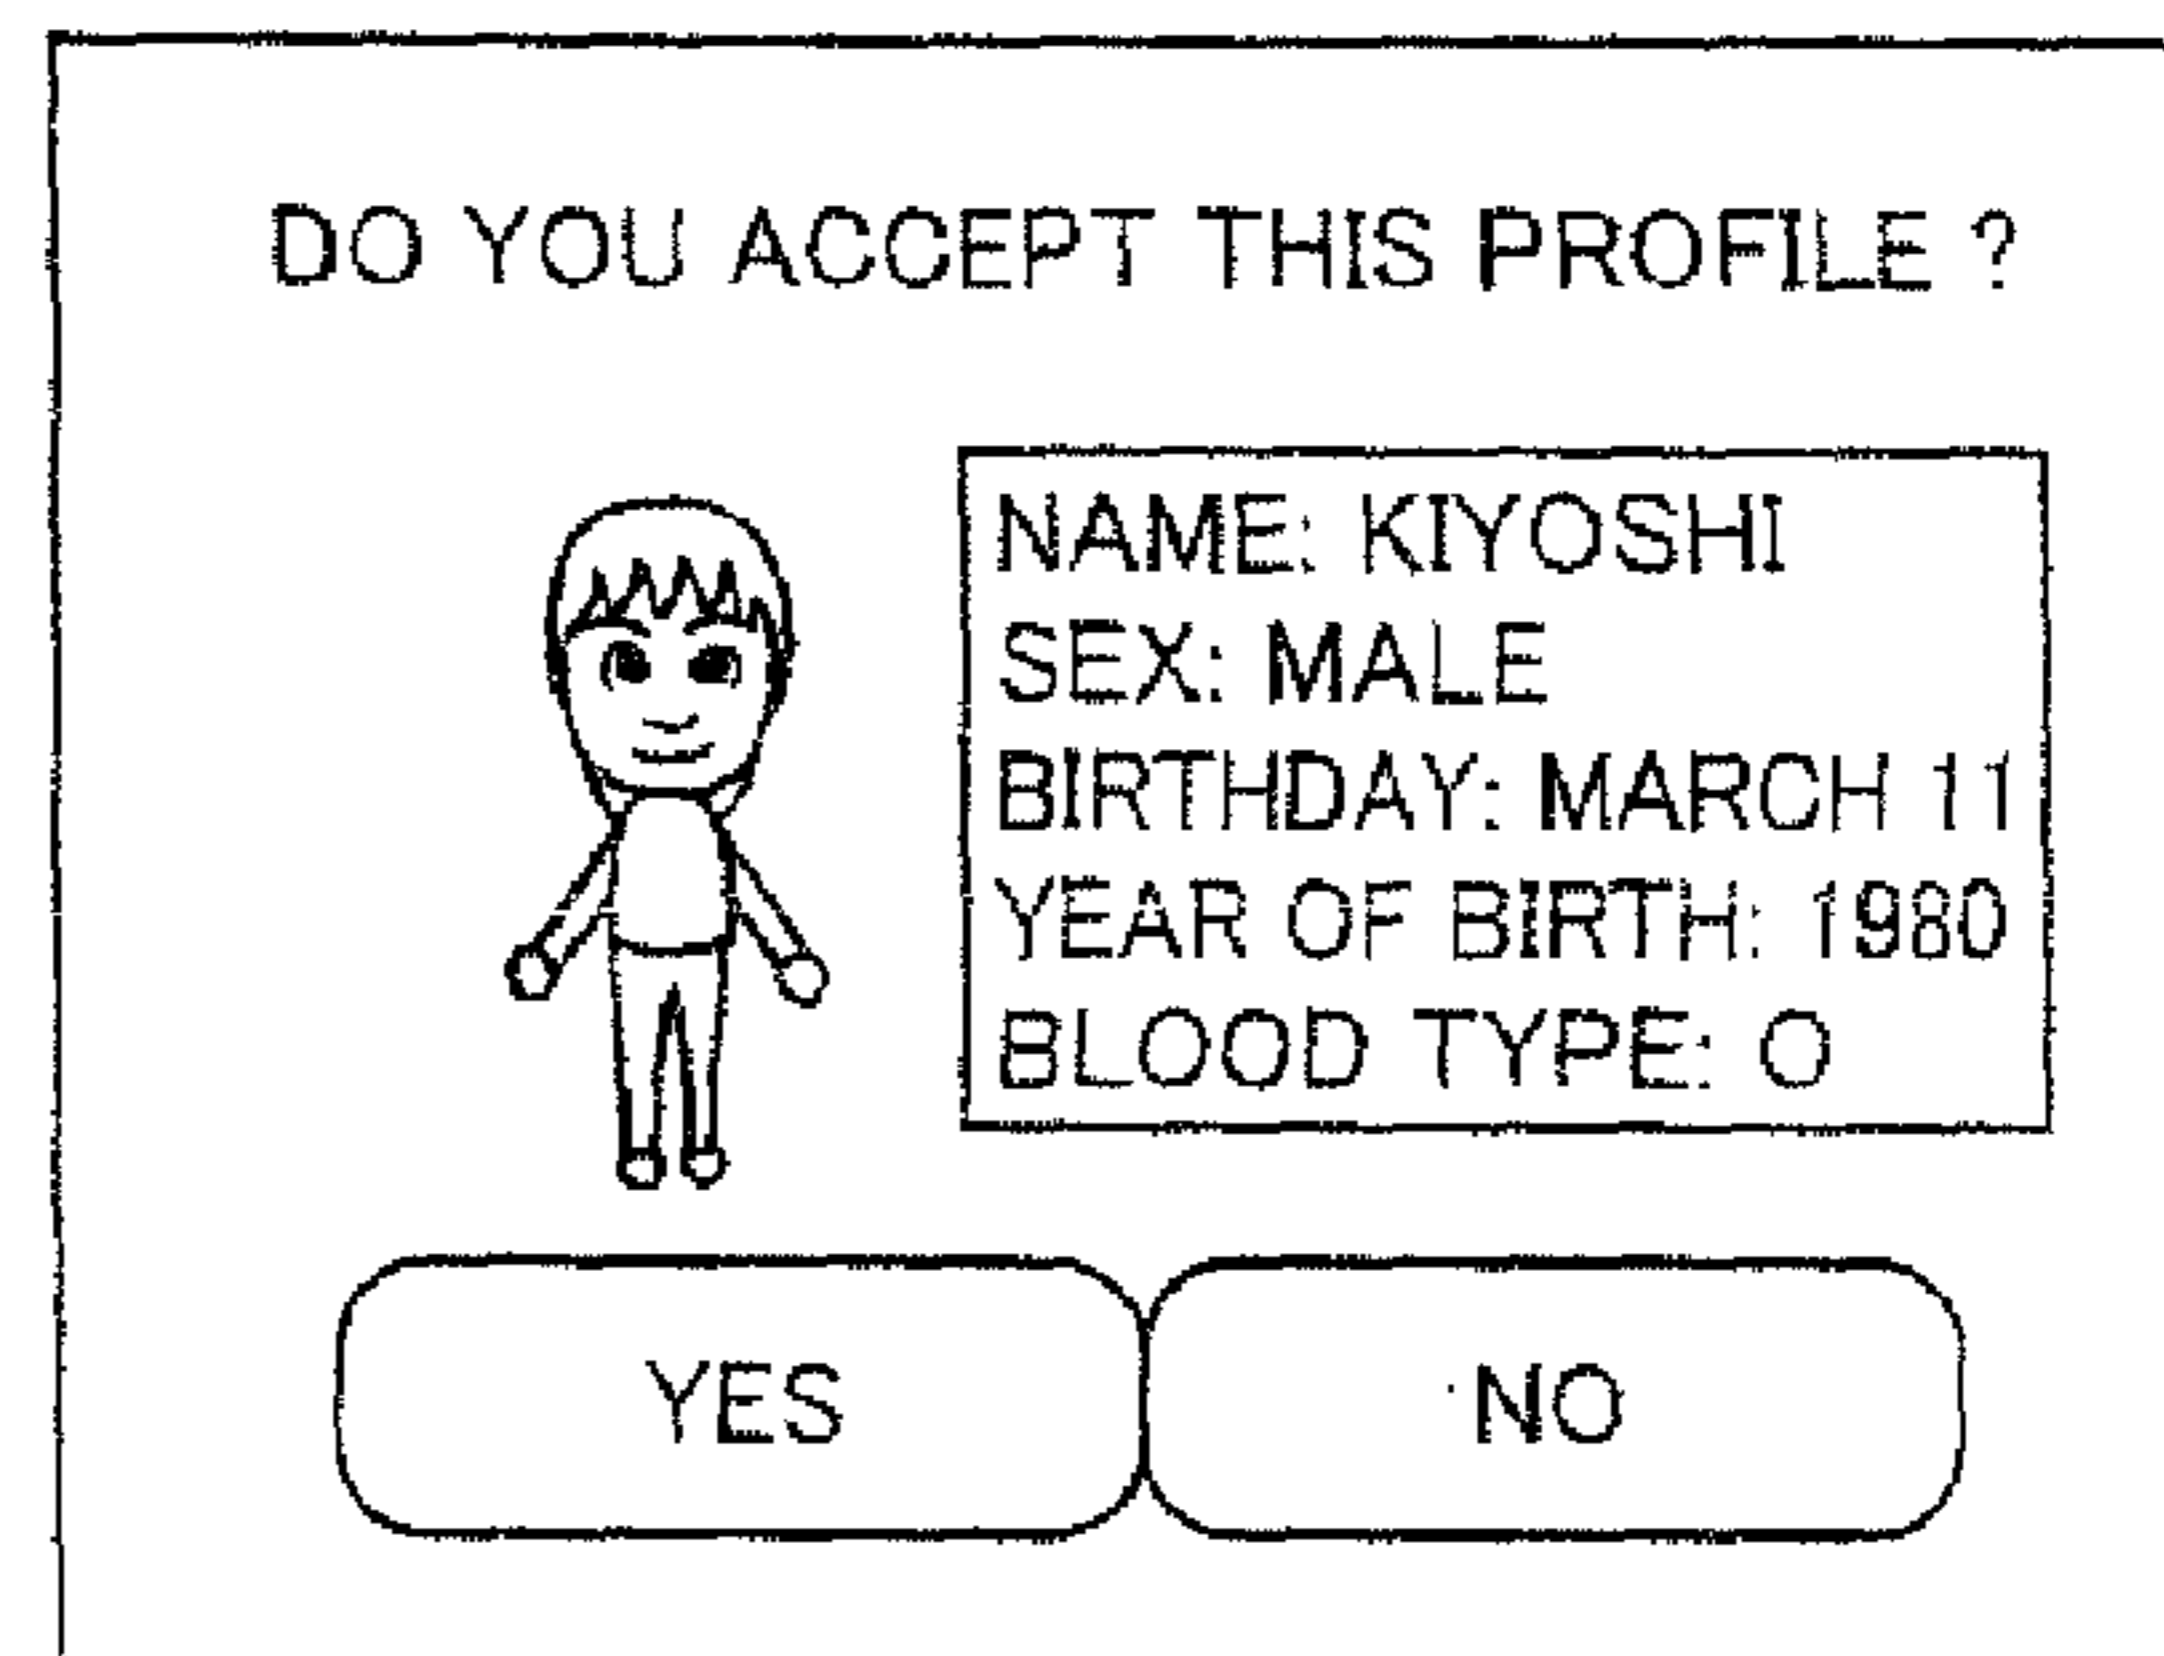 DO YOU ACCEPT THIS PROFILE ?
NAME: KIYOSHI
SEX: MALE
BIRTHDAY: MARCH 11
YEAR OF BIRTH: 1980
BLOOD TYPE: O
YES
NO